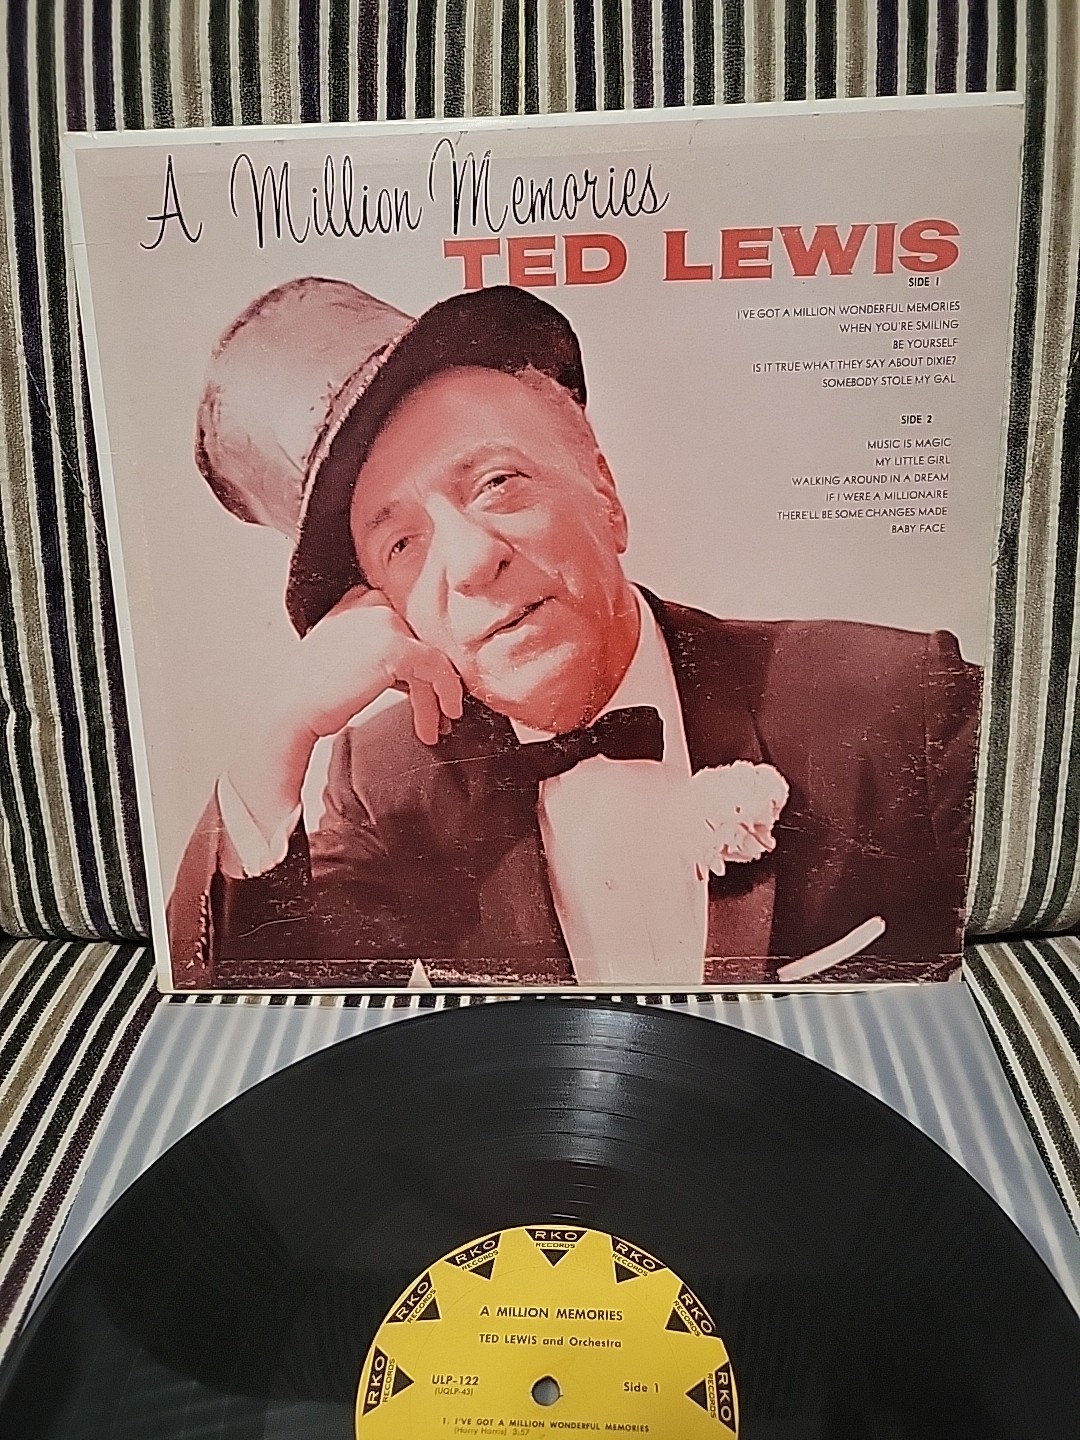 A Million Memories
TED LEWIS
SIDE 1
I'VE GOT A MILLION WONDERFUL MEMORIES
WHEN YOU'RE SMILING
BE YOURSELF
IS IT TRUE WHAT THEY SAY ABOUT DIXIE?
SOMEBODY STOLE MY GAL
SIDE 2
MUSIC IS MAGIC
MY LITTLE GIRL
WALKING AROUND IN A DREAM
IF I WERE A MILLIONAIRE
THERE'LL BE SOME CHANGES MADE
BABY FACE
RKO
RECORDS
RKO
RECORDS
RKO
RECORDS
RKO
RECORDS
RKO
RECORDS
RKO
RECORDS
RKO
RECORDS
A MILLION MEMORIES
TED LEWIS and Orchestra
ULP-122
(UQLP-43)
Side 1
1. I'VE GOT A MILLION WONDERFUL MEMORIES
(Harry Harris) 3:57